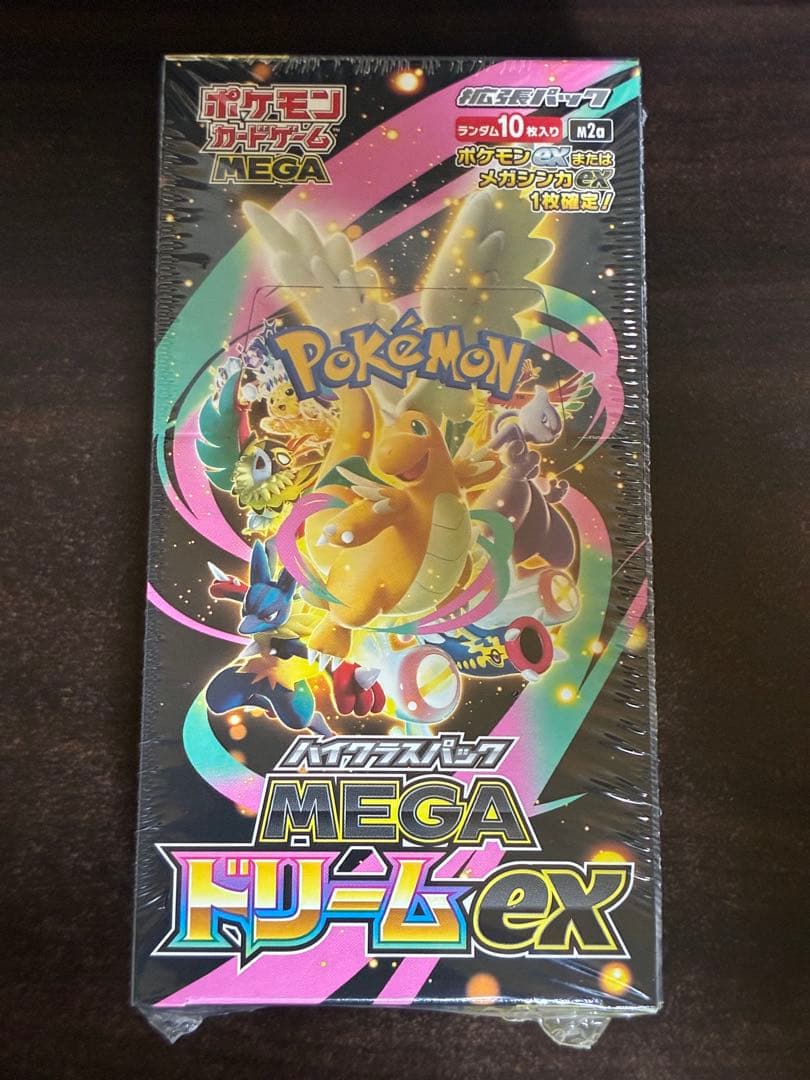 ポケモン
カードゲーム™
MEGA
拡張パック
ランダム10枚入り
M2a
ポケモンexまたは
メガシンカex
1枚確定!
POKéMON
ハイクラスパック
MEGA
ドリームex